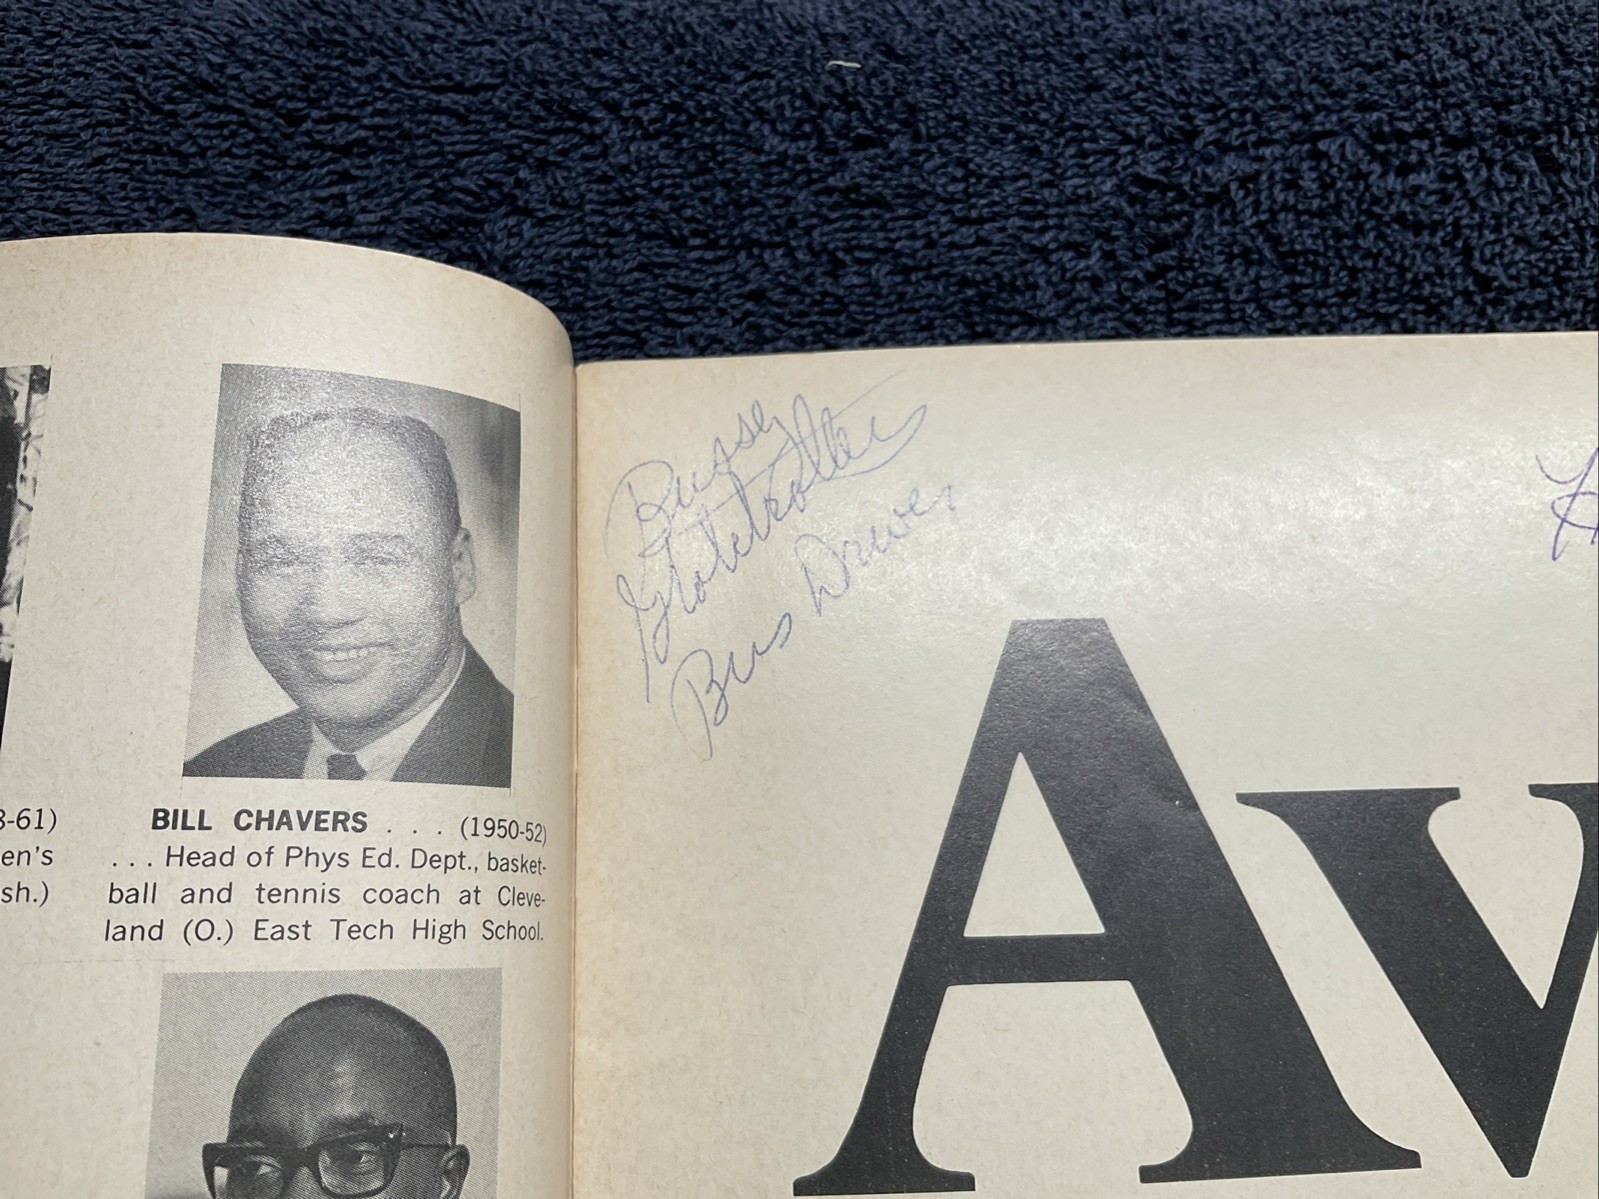 3-61)
en's
sh.)
BILL CHAVERS . . . (1950-52)
. . . Head of Phys Ed. Dept., basket-
ball and tennis coach at Cleve-
land (O.) East Tech High School.
Bussey
Globetrotter
Bus Driver
Av